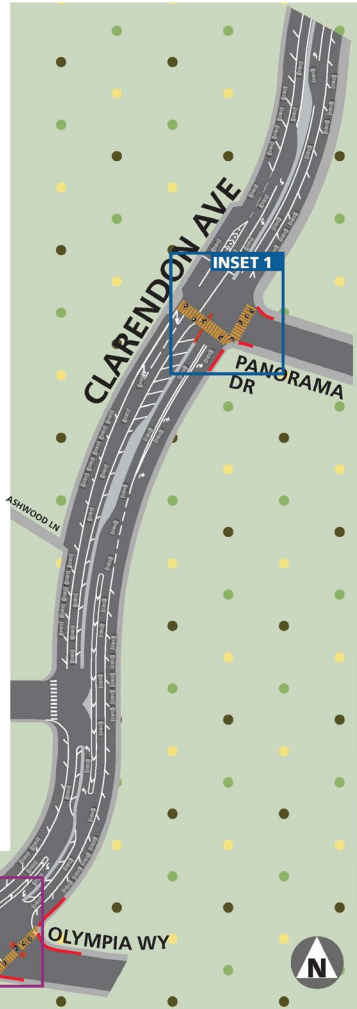 CLARENDON AVE
INSET 1
PANORAMA
DR
ASHWOOD LN
OLYMPIA WY
N